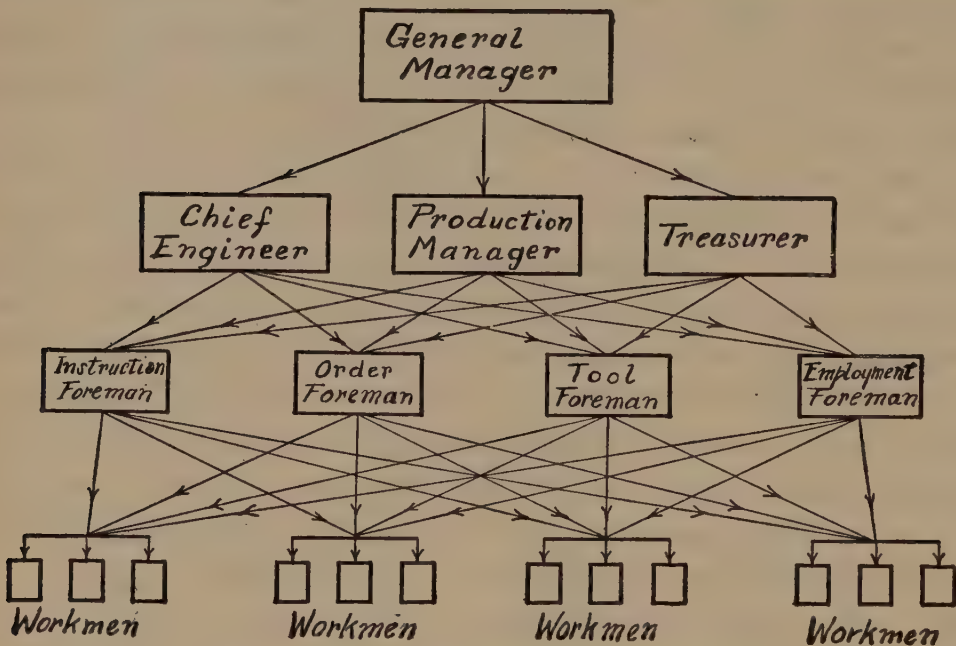 General
Manager
Chief
Engineer
Production
Manager
Treasurer
Instruction
Foreman
Order
Foreman
Tool
Foreman
Employment
Foreman
Workmen
Workmen
Workmen
Workmen